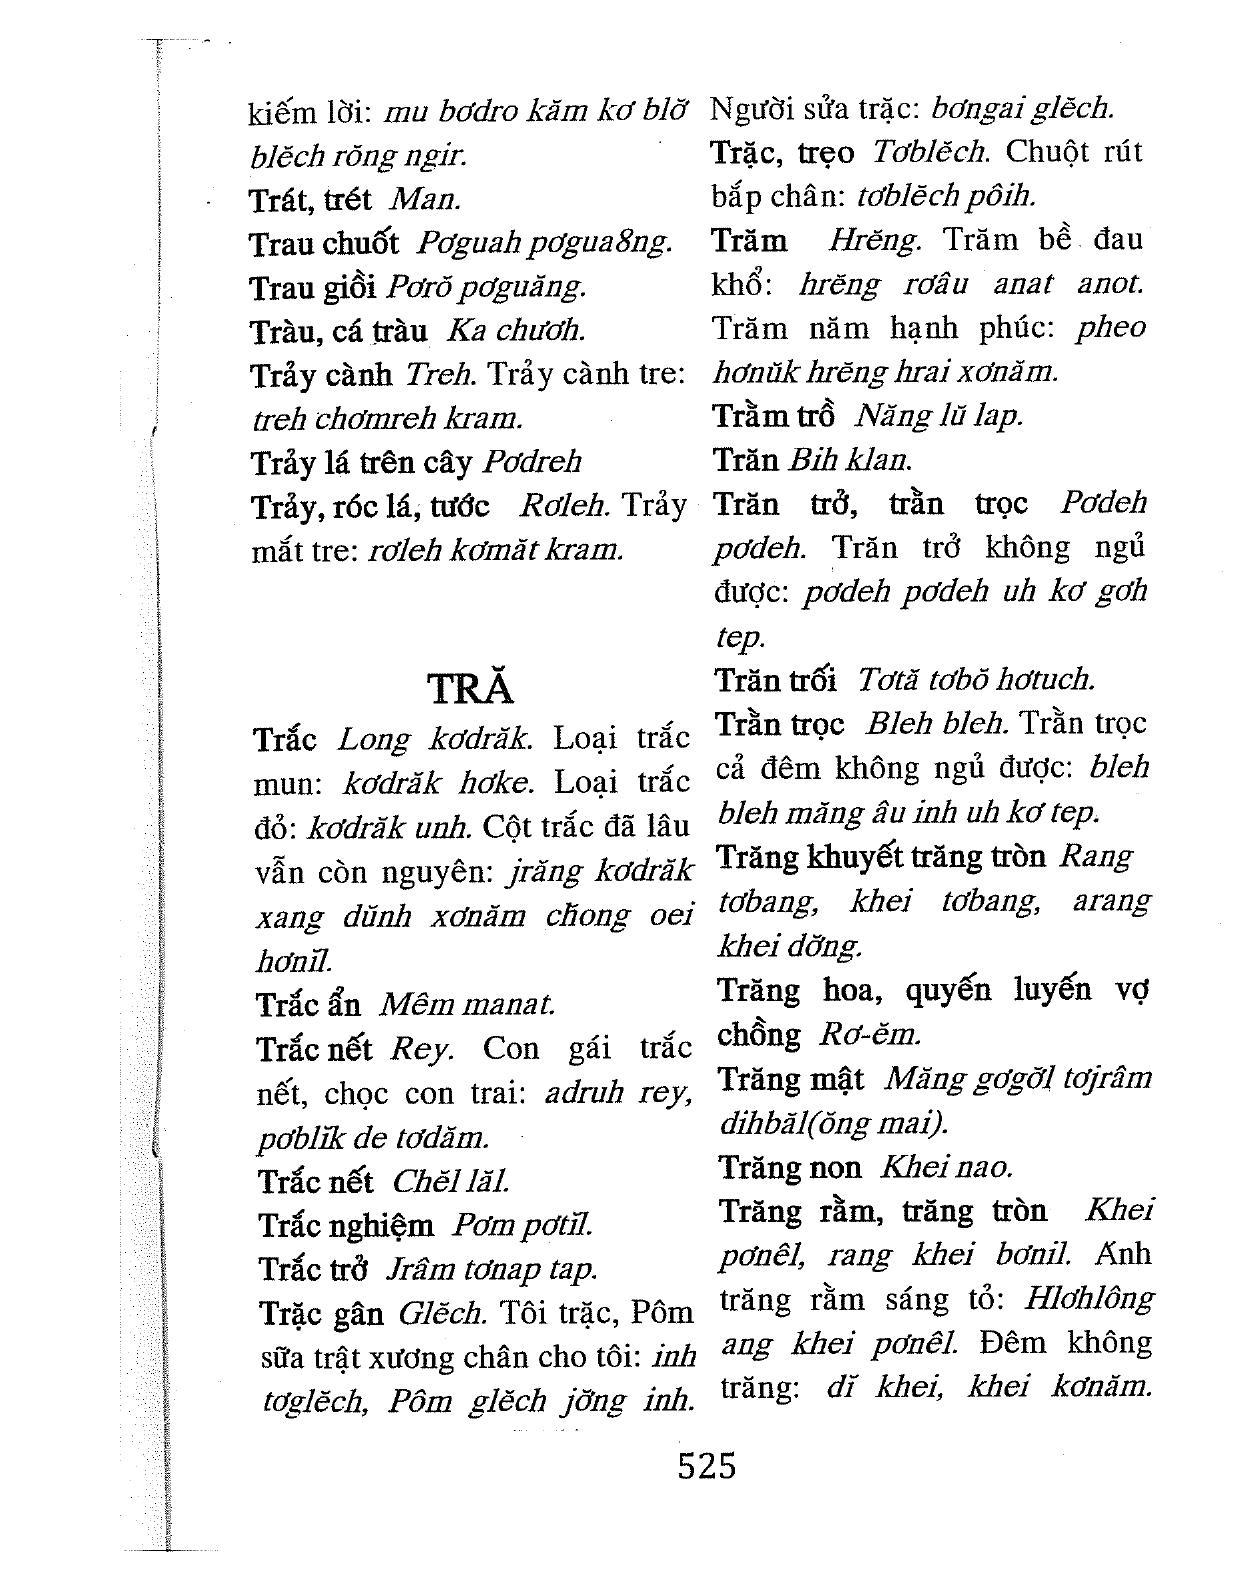 kiếm lời: mu bơdro kăm kơ blơ̆
blĕch rŏng ngir.
Trát, trét Man.
Trau chuốt Pơguah pơgua8ng.
Trau giồi Pơrŏ pơguăng.
Tràu, cá tràu Ka chươh.
Trảy cành Treh. Trảy cành tre:
treh chơmreh kram.
Trảy lá trên cây Pơdreh
Trảy, róc lá, tước Rơleh. Trảy
mắt tre: rơleh kơmăt kram.
TRĂ
Trắc Long kơdrăk. Loại trắc
mun: kơdrăk hơke. Loại trắc
đỏ: kơdrăk unh. Cột trắc đã lâu
vẫn còn nguyên: jrăng kơdrăk
xang dŭnh xơnăm chŏng oei
hơnĭl.
Trắc ẩn Mêm manat.
Trắc nết Rey. Con gái trắc
nết, chọc con trai: adruh rey,
pơblĭk de tơdăm.
Trắc nết Chĕl lăl.
Trắc nghiệm Pơm pơtĭl.
Trắc trở Jrâm tơnap tap.
Trặc gân Glĕch. Tôi trặc, Pôm
sữa trật xương chân cho tôi: inh
tơglĕch, Pôm glĕch jơ̆ng inh.
Người sửa trặc: bơngai glĕch.
Trặc, trẹo Tơblĕch. Chuột rút
bắp chân: tơblĕch pôih.
Trăm Hrĕng. Trăm bề đau
khổ: hrĕng rơâu anat anot.
Trăm năm hạnh phúc: pheo
hơnŭk hrĕng hrai xơnăm.
Trằm trồ Năng lŭ lap.
Trăn Bih klan.
Trăn trở, trằn trọc Pơdeh
pơdeh. Trăn trở không ngủ
được: pơdeh pơdeh uh kơ gơh
tep.
Trăn trối Tơtă tơbŏ hơtuch.
Trằn trọc Bleh bleh. Trằn trọc
cả đêm không ngủ được: bleh
bleh măng âu inh uh kơ tep.
Trăng khuyết trăng tròn Rang
tơbang, khei tơbang, arang
khei dơ̆ng.
Trăng hoa, quyến luyến vợ
chồng Rơ-ĕm.
Trăng mật Măng gơgơ̆l tơjrâm
dihbăl(ŏng mai).
Trăng non Khei nao.
Trăng rằm, trăng tròn Khei
pơnêl, rang khei bơnil. Ánh
trăng rằm sáng tỏ: Hlơhlông
ang khei pơnêl. Đêm không
trăng: dĭ khei, khei kơnăm.
525